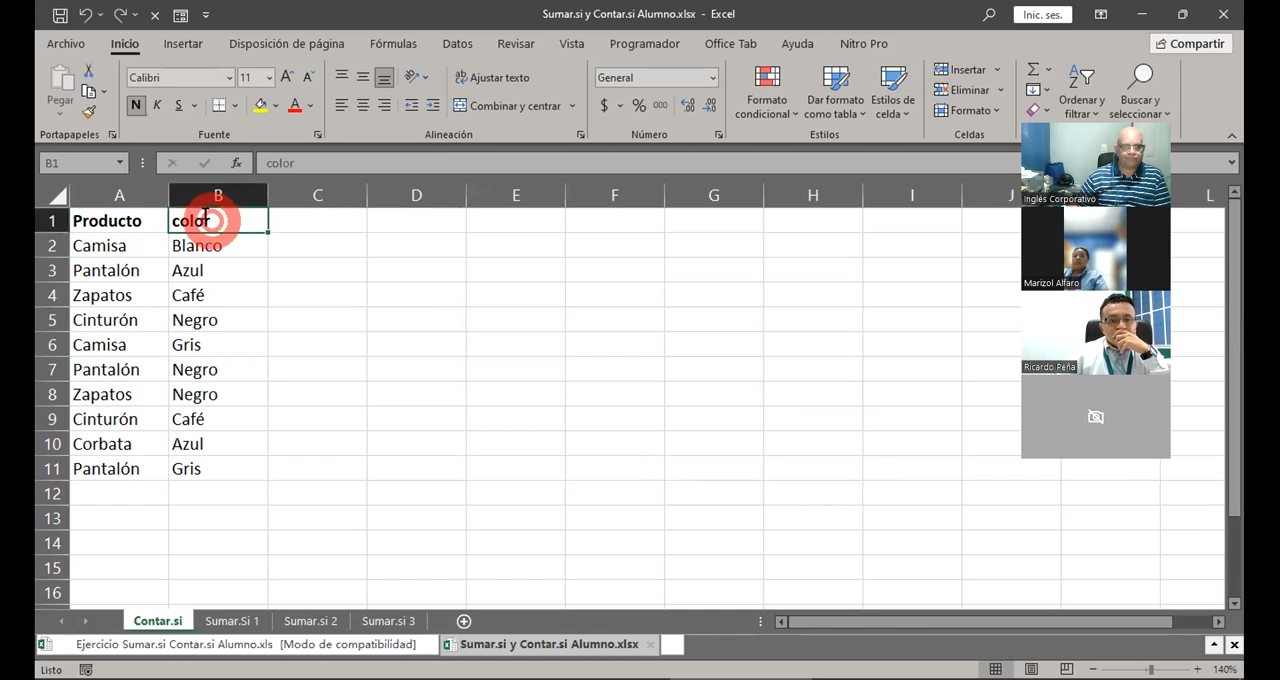 Sumar.si y Contar.si Alumno.xlsx - Excel
Inic. ses.
Archivo Inicio Insertar Disposición de página Fórmulas Datos Revisar Vista Programador Office Tab Ayuda Nitro Pro Compartir
Pegar
Calibri 11
N K S
Ajustar texto
Combinar y centrar
General
$ % 000
Formato condicional
Dar formato como tabla
Estilos de celda
Insertar
Eliminar
Formato
Ordenar y filtrar
Buscar y seleccionar
Portapapeles Fuente Alineación Número Estilos Celdas
B1 fx color
A B C D E F G H I J L
1 Producto color
2 Camisa Blanco
3 Pantalón Azul
4 Zapatos Café
5 Cinturón Negro
6 Camisa Gris
7 Pantalón Negro
8 Zapatos Negro
9 Cinturón Café
10 Corbata Azul
11 Pantalón Gris
12
13
14
15
16
Inglés Corporativo
Marizol Alfaro
Ricardo Peña
Contar.si Sumar.Si 1 Sumar.si 2 Sumar.si 3
Ejercicio Sumar.si Contar.si Alumno.xls [Modo de compatibilidad] Sumar.si y Contar.si Alumno.xlsx
Listo 140%